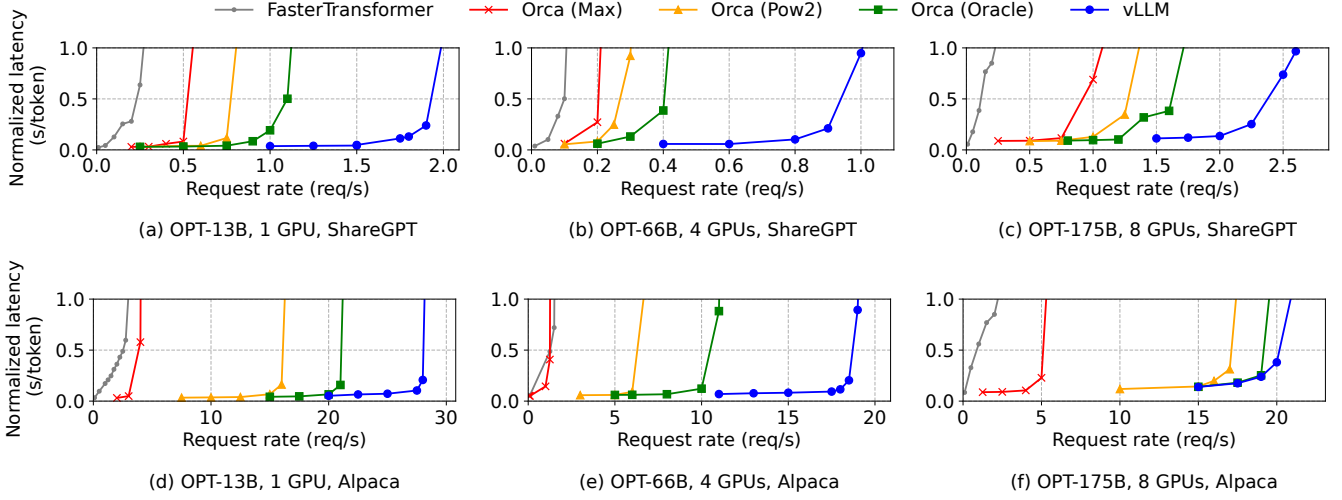 FasterTransformer Orca (Max) Orca (Pow2) Orca (Oracle) vLLM
Normalized latency
(s/token)
1.0
0.5
0.0
0.0 0.5 1.0 1.5 2.0
Request rate (req/s)
(a) OPT-13B, 1 GPU, ShareGPT
1.0
0.5
0.0
0.0 0.2 0.4 0.6 0.8 1.0
Request rate (req/s)
(b) OPT-66B, 4 GPUs, ShareGPT
1.0
0.5
0.0
0.0 0.5 1.0 1.5 2.0 2.5
Request rate (req/s)
(c) OPT-175B, 8 GPUs, ShareGPT
Normalized latency
(s/token)
1.0
0.5
0.0
0 10 20 30
Request rate (req/s)
(d) OPT-13B, 1 GPU, Alpaca
1.0
0.5
0.0
0 5 10 15 20
Request rate (req/s)
(e) OPT-66B, 4 GPUs, Alpaca
1.0
0.5
0.0
0 5 10 15 20
Request rate (req/s)
(f) OPT-175B, 8 GPUs, Alpaca